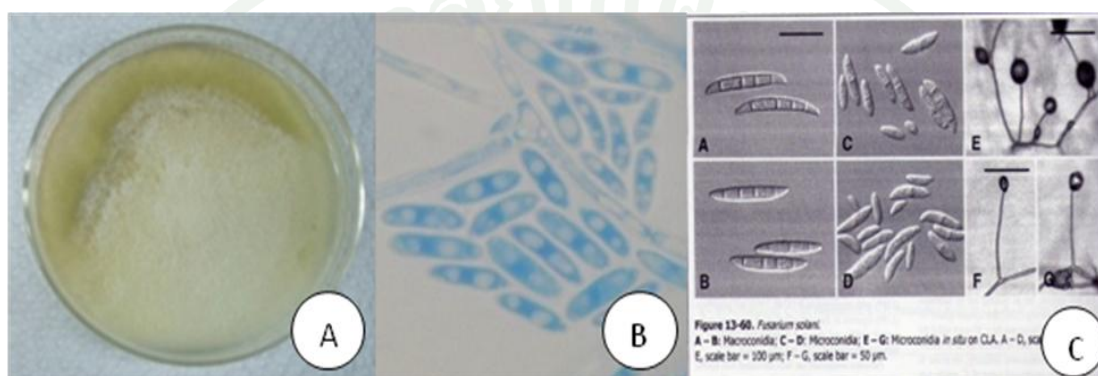 A
B
A
C
E
B
D
F
G
Figure 13-60. Fusarium solani.
A – B: Macroconidia; C – D: Microconidia; E – G: Microconidia in situ on CLA. A – D,
E, scale bar = 100 µm; F – G, scale bar = 50 µm.
C